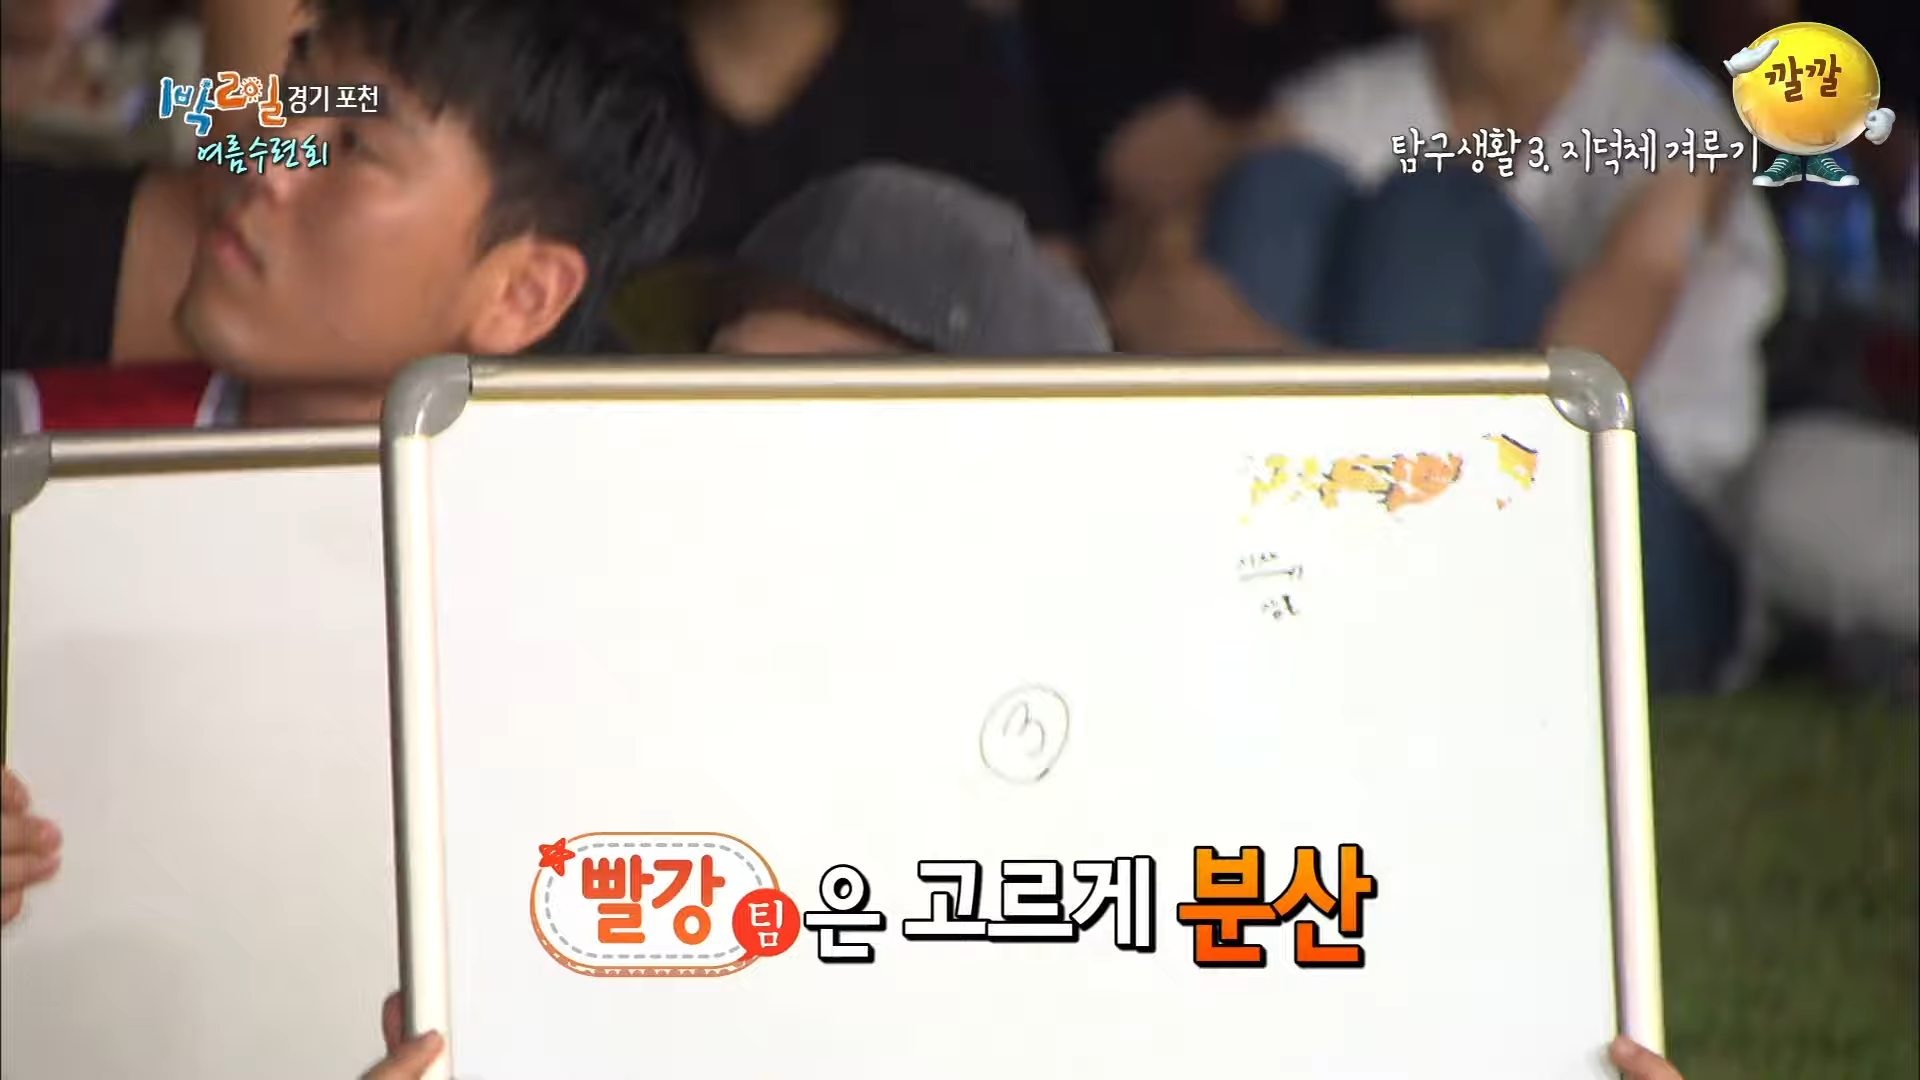 1박2일 경기 포천
여름수련회
깔깔
탐구생활 3. 지덕체 겨루기
③
빨강팀은 고르게 분산